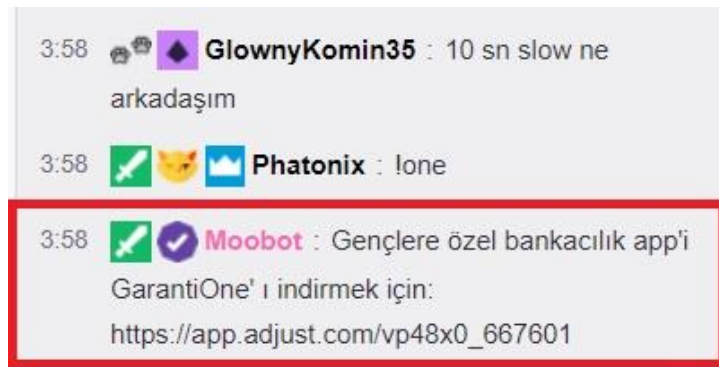 3:58 GlownyKomin35 : 10 sn slow ne
arkadaşım
3:58 Phatonix : !one
3:58 Moobot : Gençlere özel bankacılık app'i
GarantiOne' ı indirmek için:
https://app.adjust.com/vp48x0_667601